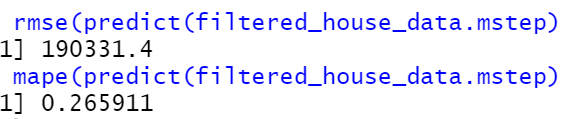 rmse(predict(filtered_house_data.mstep)
1] 190331.4
mape(predict(filtered_house_data.mstep)
1] 0.265911